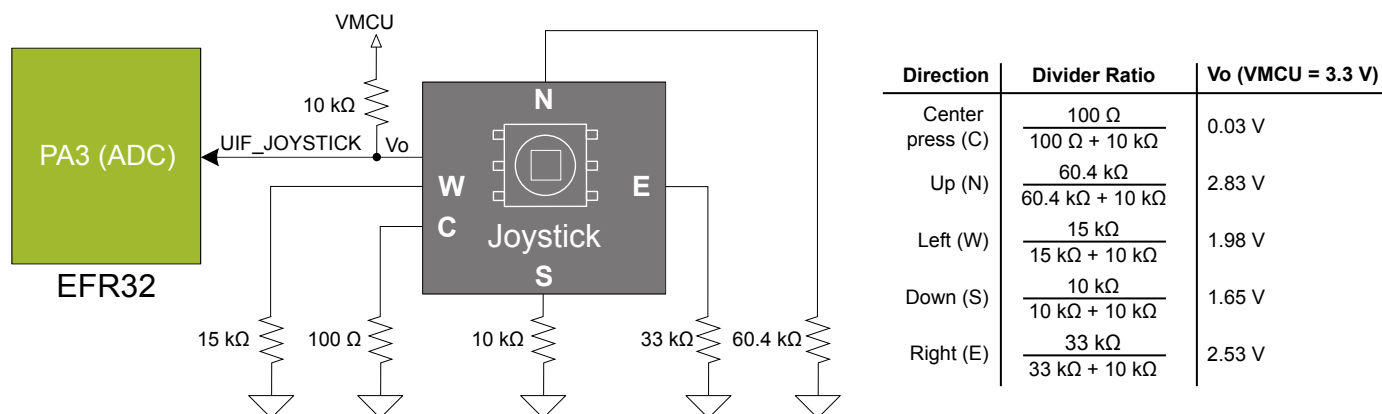 VMCU
10 kΩ
UIF_JOYSTICK
Vo
PA3 (ADC)
EFR32
N
W
E
C
Joystick
S
15 kΩ
100 Ω
10 kΩ
33 kΩ
60.4 kΩ
Direction Divider Ratio Vo (VMCU = 3.3 V)
Center press (C)
100 Ω
100 Ω + 10 kΩ
0.03 V
Up (N)
60.4 kΩ
60.4 kΩ + 10 kΩ
2.83 V
Left (W)
15 kΩ
15 kΩ + 10 kΩ
1.98 V
Down (S)
10 kΩ
10 kΩ + 10 kΩ
1.65 V
Right (E)
33 kΩ
33 kΩ + 10 kΩ
2.53 V